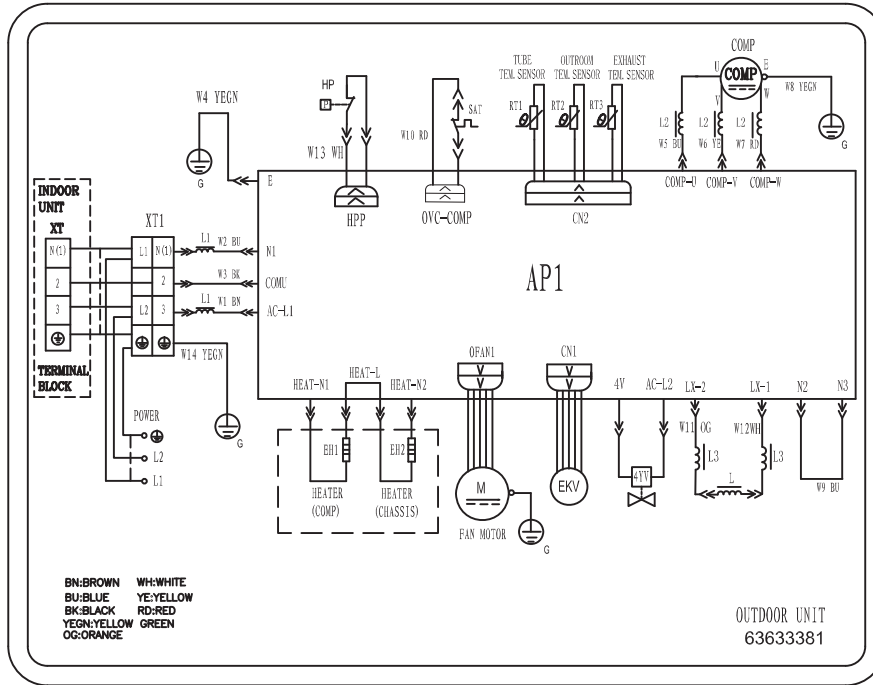 COMP
TUBE
TEM. SENSOR
OUTROOM
TEM. SENSOR
EXHAUST
TEM. SENSOR
U
COMP
E
V
W
W8 YEGN
G
HP
P
W4 YEGN
G
W13 WH
W10 RD
SAT
RT1
RT2
RT3
L2
W5 BU
L2
W6 YE
L2
W7 RD
E
HPP
OVC-COMP
CN2
COMP-U
COMP-V
COMP-W
INDOOR
UNIT
XT
XT1
N(1)
L1
N(1)
L1
W2 BU
N1
2
2
W3 BK
COMU
3
L2
3
L1
W1 BN
AC-L1
AP1
TERMINAL
BLOCK
W14 YEGN
G
POWER
L2
L1
HEAT-N1
HEAT-L
HEAT-N2
OFAN1
CN1
4V
AC-L2
LX-2
LX-1
N2
N3
EH1
EH2
HEATER
(COMP)
HEATER
(CHASSIS)
M
FAN MOTOR
G
EKV
4YV
W11 OG
W12WH
L3
L
L3
W9 BU
BN:BROWN WH:WHITE
BU:BLUE YE:YELLOW
BK:BLACK RD:RED
YEGN:YELLOW GREEN
OG:ORANGE
OUTDOOR UNIT
63633381